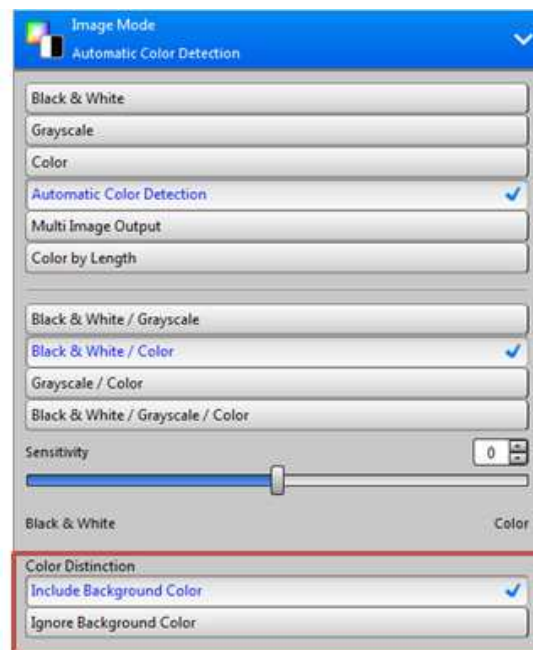 Image Mode
Automatic Color Detection
Black & White
Grayscale
Color
Automatic Color Detection
Multi Image Output
Color by Length
Black & White / Grayscale
Black & White / Color
Grayscale / Color
Black & White / Grayscale / Color
Sensitivity 0
Black & White Color
Color Distinction
Include Background Color
Ignore Background Color